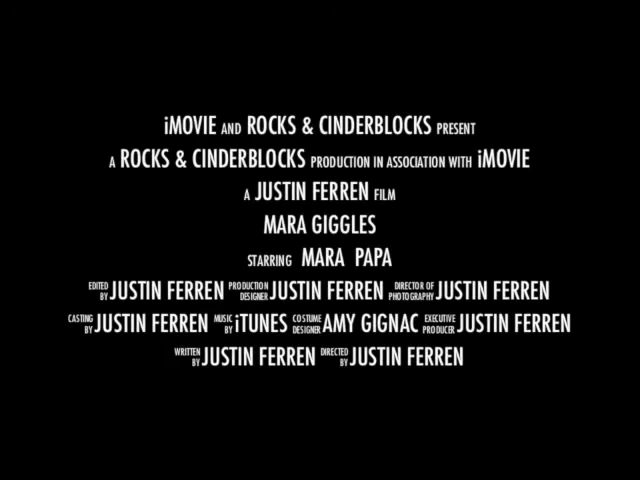 iMOVIE AND ROCKS & CINDERBLOCKS PRESENT
A ROCKS & CINDERBLOCKS PRODUCTION IN ASSOCIATION WITH iMOVIE
A JUSTIN FERREN FILM
MARA GIGGLES
STARRING MARA PAPA
EDITED BY JUSTIN FERREN PRODUCTION DESIGNER JUSTIN FERREN DIRECTOR OF PHOTOGRAPHY JUSTIN FERREN
CASTING BY JUSTIN FERREN MUSIC BY iTUNES COSTUME DESIGNER AMY GIGNAC EXECUTIVE PRODUCER JUSTIN FERREN
WRITTEN BY JUSTIN FERREN DIRECTED BY JUSTIN FERREN